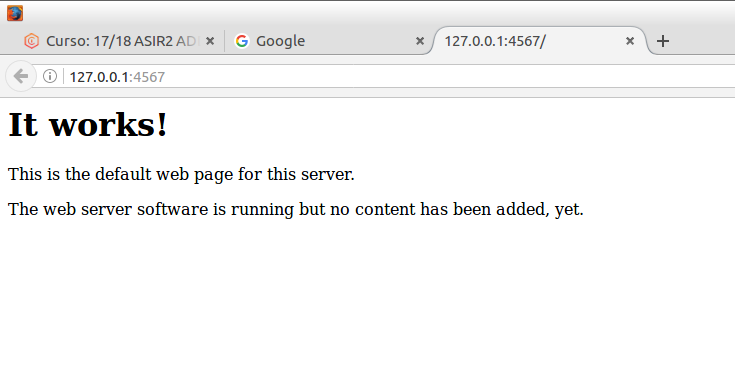 Curso: 17/18 ASIR2 AD
Google
127.0.0.1:4567/
127.0.0.1:4567
It works!
This is the default web page for this server.
The web server software is running but no content has been added, yet.